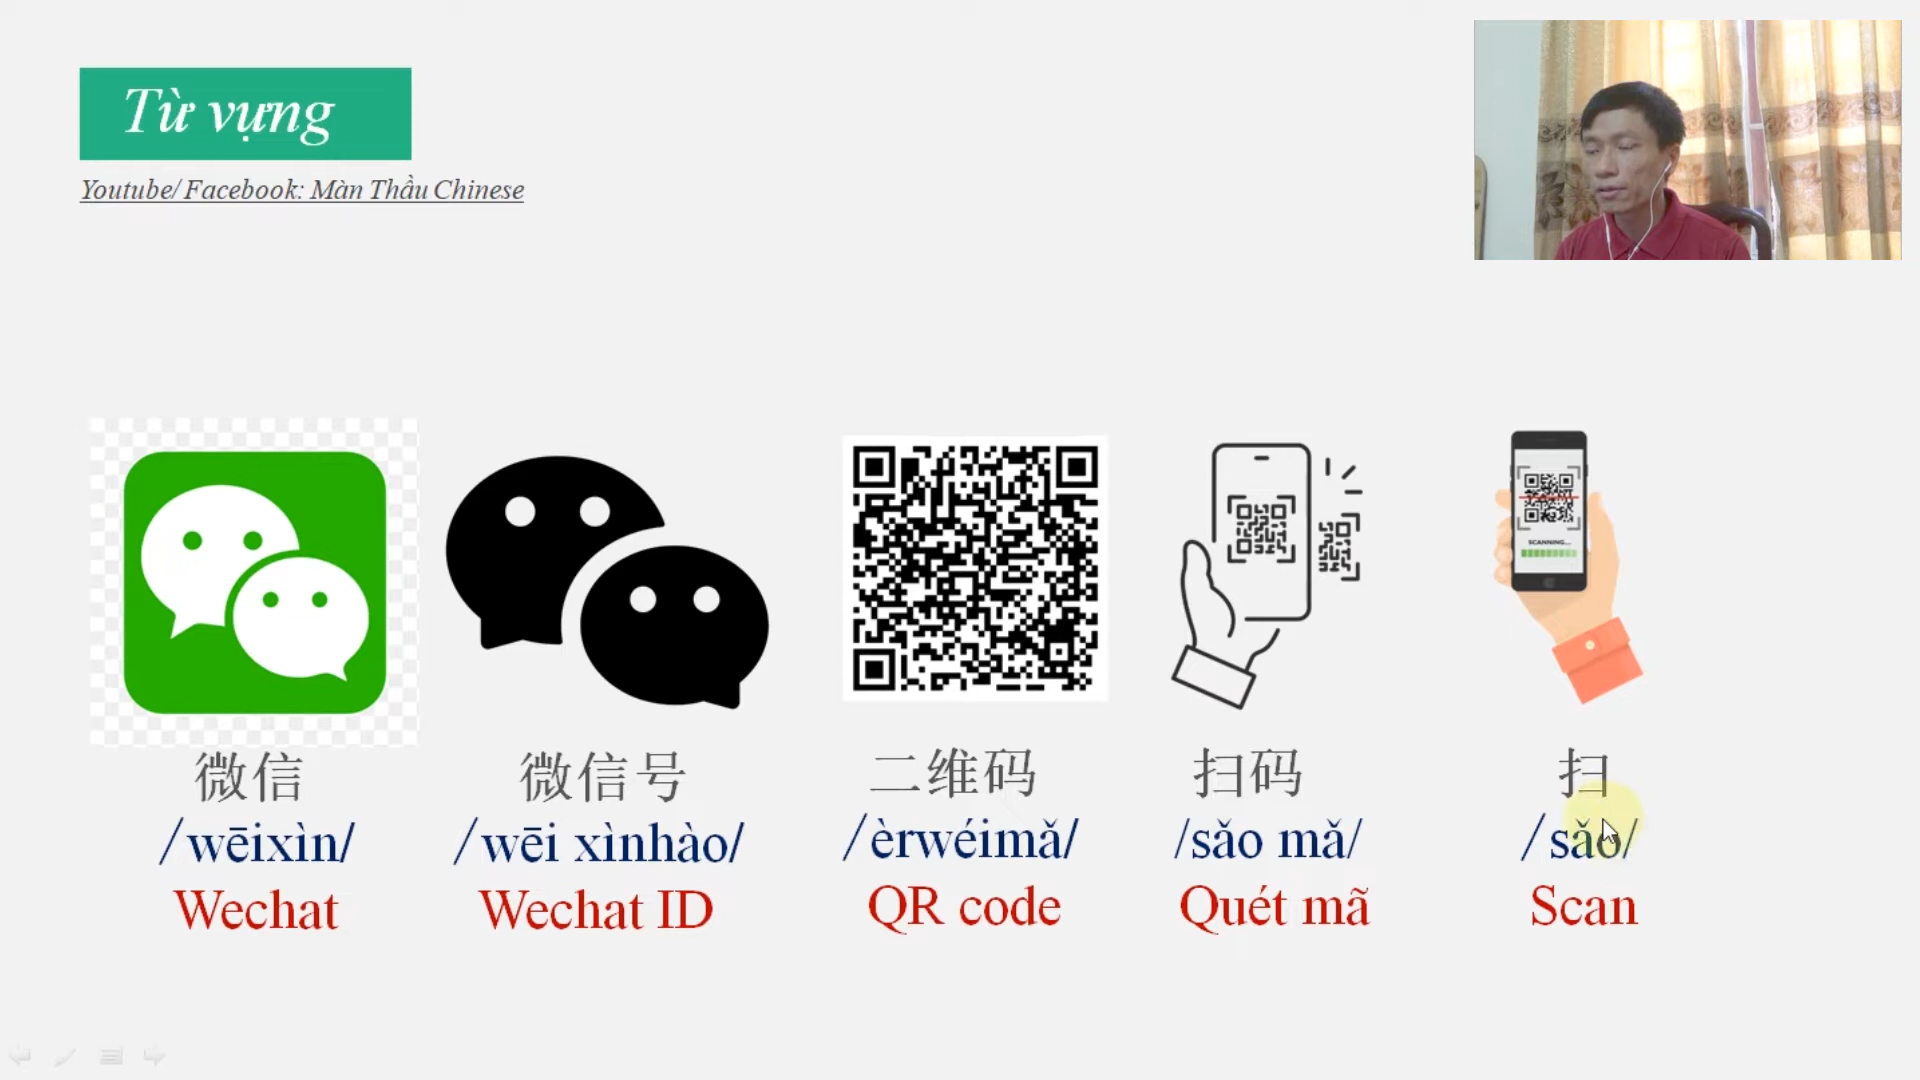 Từ vựng
Youtube/ Facebook: Màn Thầu Chinese
SCANNING...
微信
微信号
二维码
扫码
扫
/wēixìn/
/wēi xìnhào/
/èrwéimǎ/
/sǎo mǎ/
/sǎo/
Wechat
Wechat ID
QR code
Quét mã
Scan